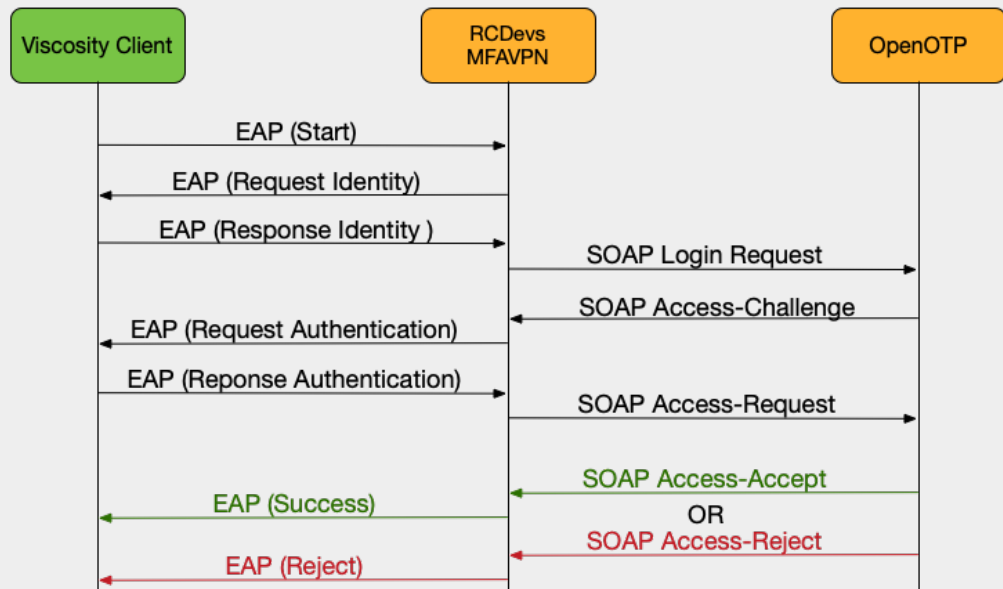 Viscosity Client
RCDevs
MFAVPN
OpenOTP
EAP (Start)
EAP (Request Identity)
EAP (Response Identity )
SOAP Login Request
SOAP Access-Challenge
EAP (Request Authentication)
EAP (Reponse Authentication)
SOAP Access-Request
SOAP Access-Accept
EAP (Success)
OR
SOAP Access-Reject
EAP (Reject)